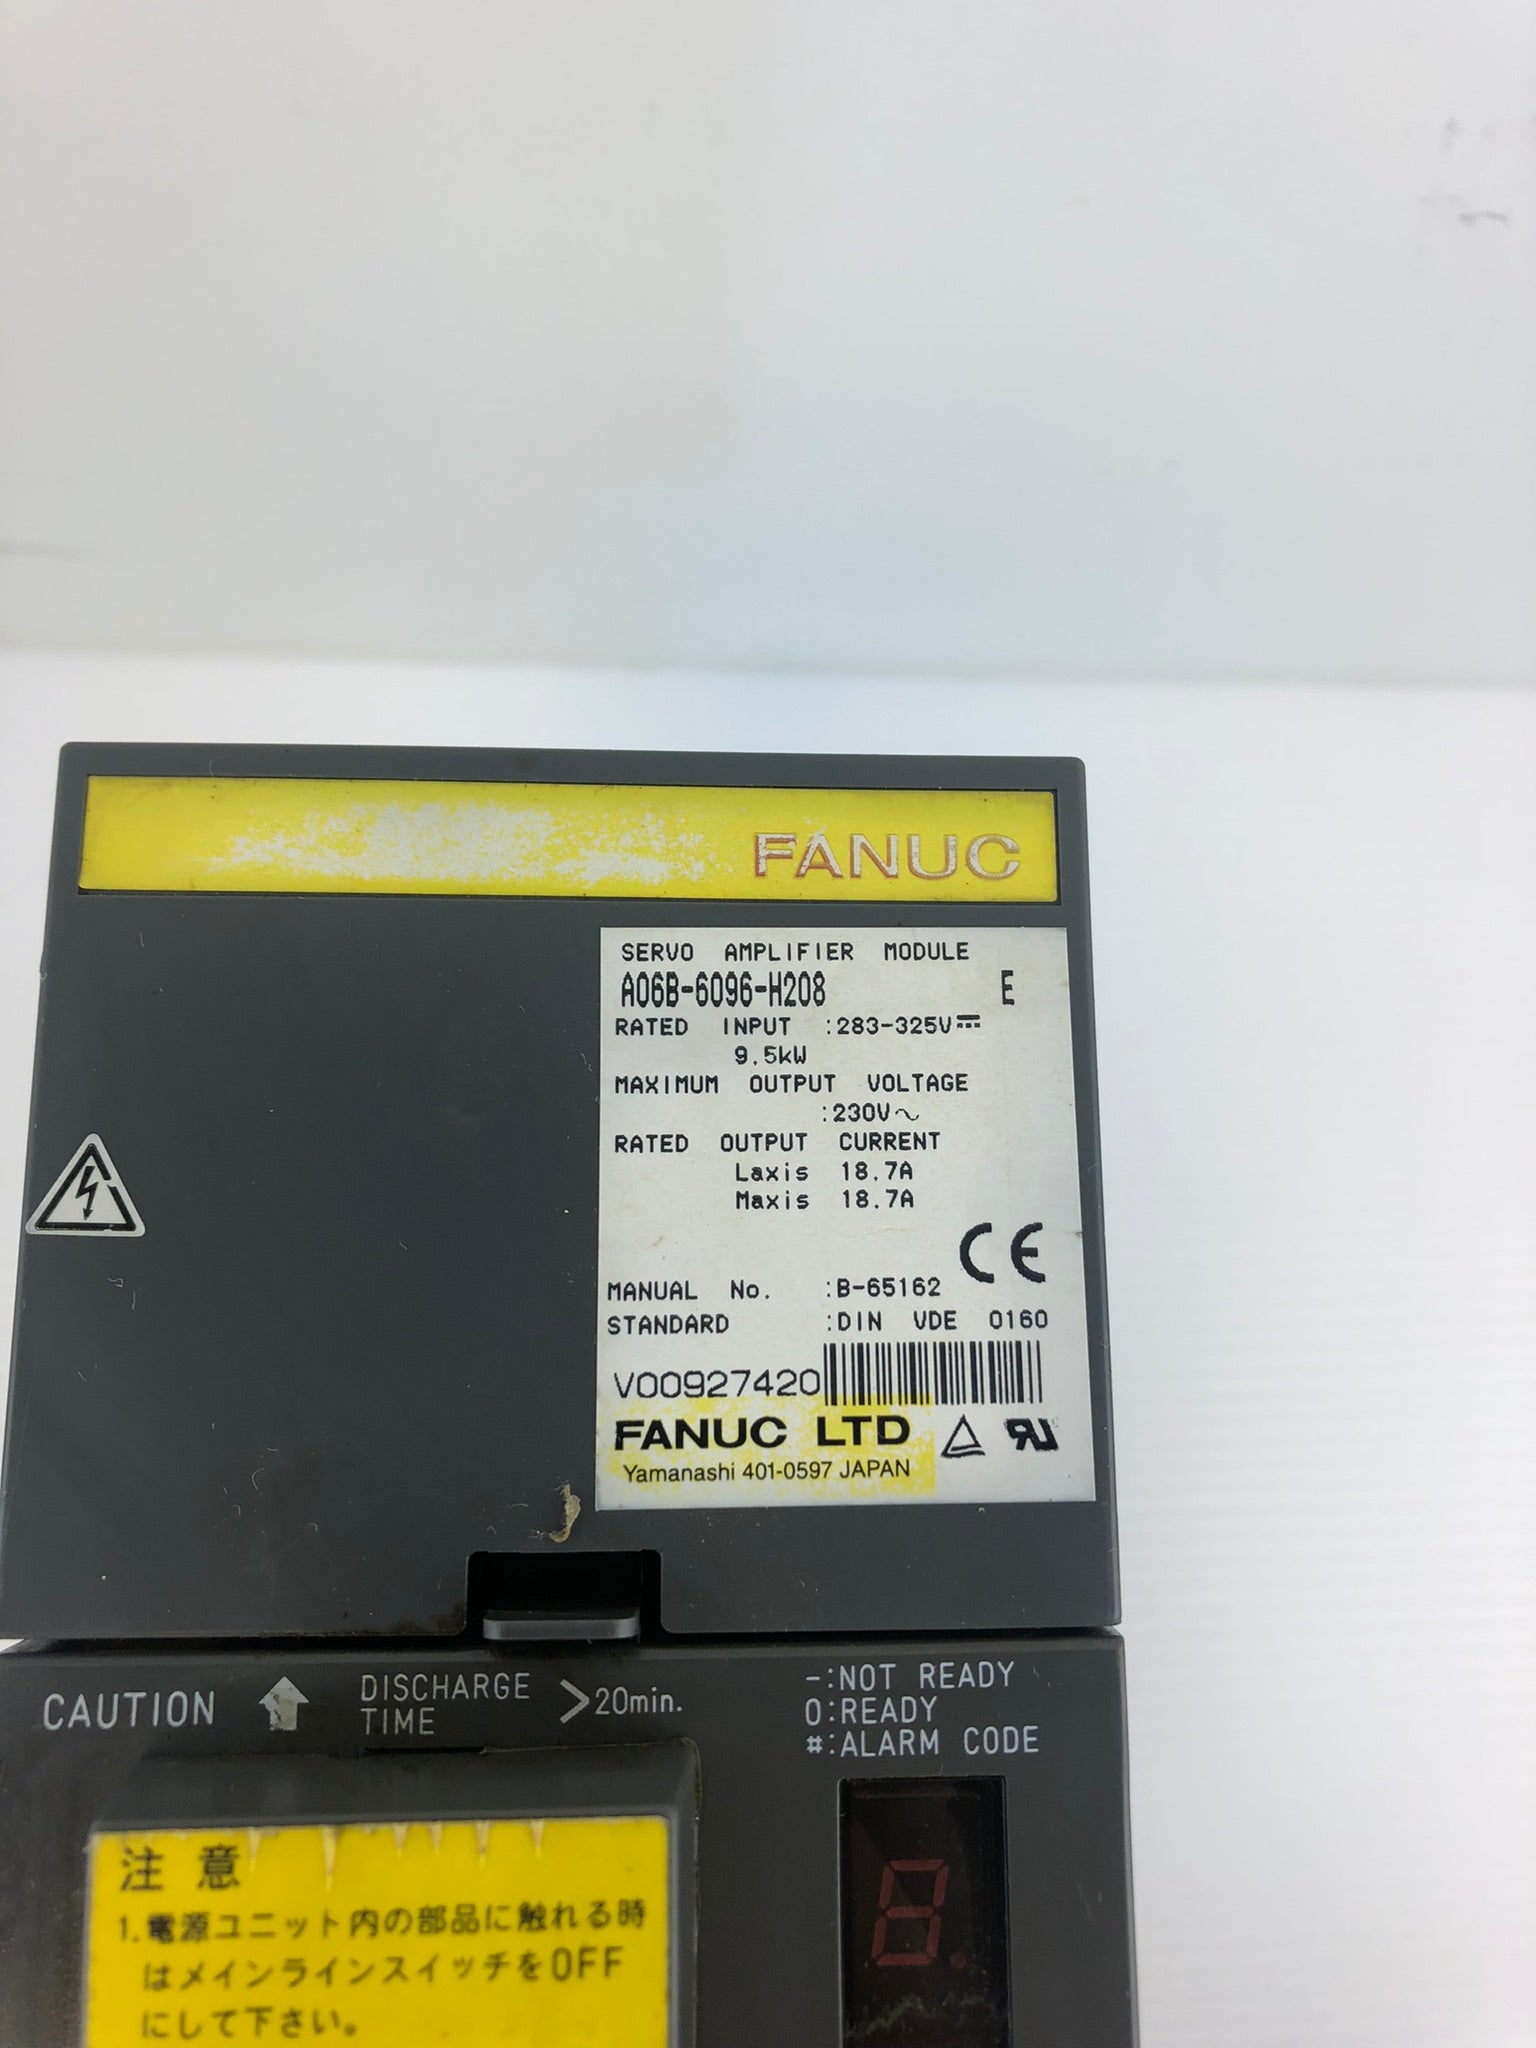 FANUC
SERVO AMPLIFIER MODULE
A06B-6096-H208 E
RATED INPUT :283-325V⎓
9.5kW
MAXIMUM OUTPUT VOLTAGE
:230V～
RATED OUTPUT CURRENT
Laxis 18.7A
Maxis 18.7A
CE
MANUAL No. :B-65162
STANDARD :DIN VDE 0160
V00927420
FANUC LTD
Yamanashi 401-0597 JAPAN
CAUTION
DISCHARGE
TIME
>20min.
-:NOT READY
0:READY
#:ALARM CODE
8.
注 意
1.電源ユニット内の部品に触れる時
はメインラインスイッチをOFF
にして下さい。